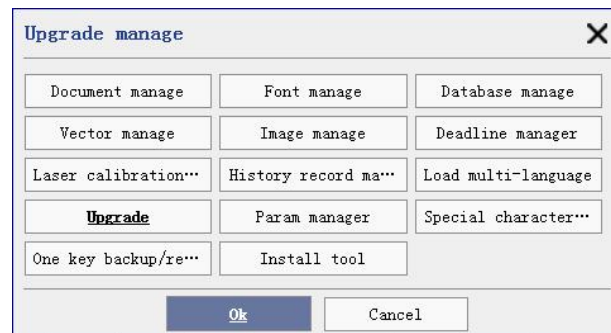 Upgrade manage
Document manage Font manage Database manage
Vector manage Image manage Deadline manager
Laser calibration… History record ma… Load multi-language
Upgrade Param manager Special character…
One key backup/re… Install tool
Ok Cancel